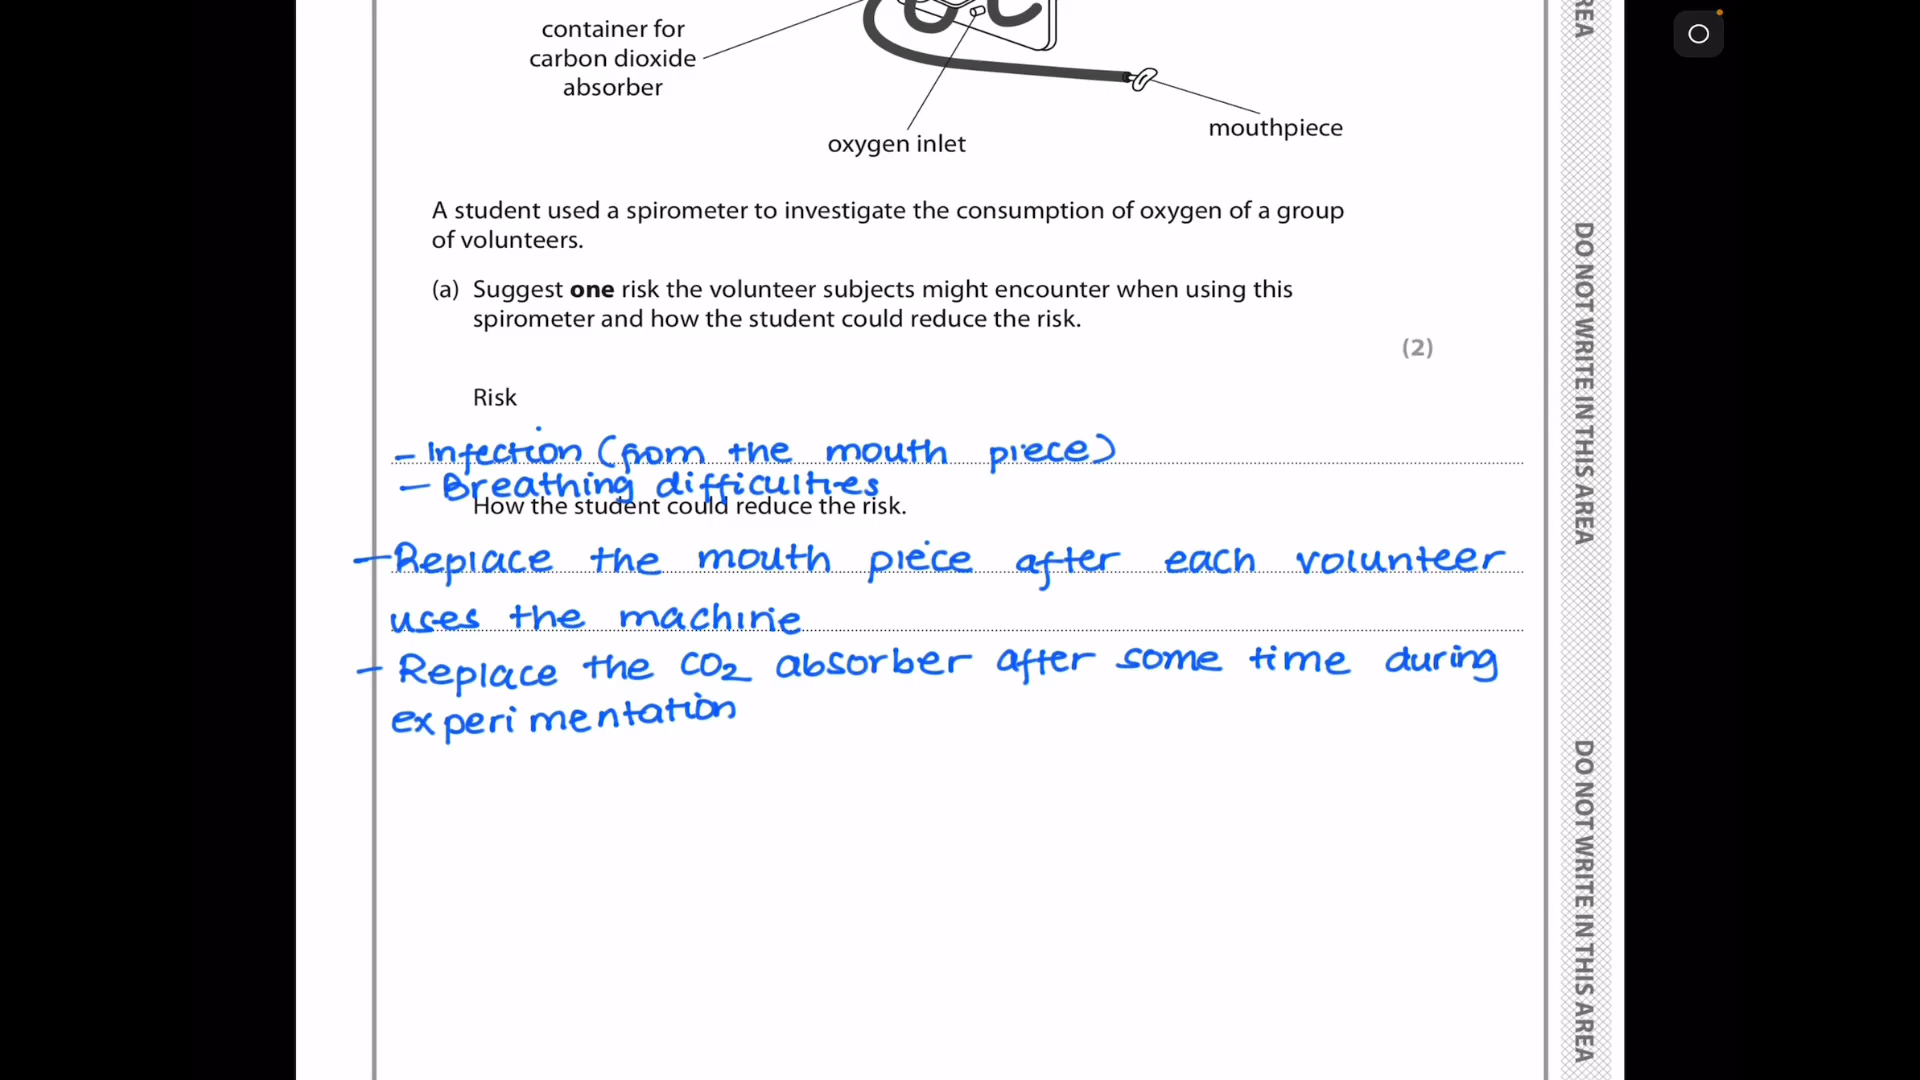 container for
carbon dioxide
absorber
oxygen inlet
mouthpiece
A student used a spirometer to investigate the consumption of oxygen of a group
of volunteers.
(a) Suggest one risk the volunteer subjects might encounter when using this
spirometer and how the student could reduce the risk.
(2)
Risk
- Infection (from the mouth piece)
- Breathing difficulties
How the student could reduce the risk.
- Replace the mouth piece after each volunteer
uses the machine
- Replace the CO2 absorber after some time during
experimentation
REA
DO NOT WRITE IN THIS AREA
DO NOT WRITE IN THIS AREA